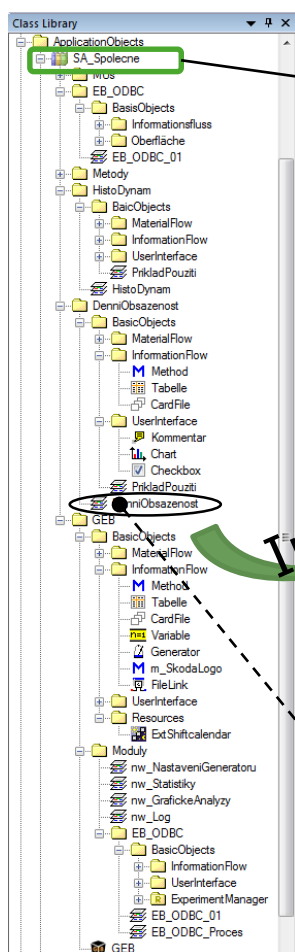 Class Library
ApplicationObjects
SA_Spolecne
MUs
EB_ODBC
BasisObjects
Informationsfluss
Oberfläche
EB_ODBC_01
Metody
HistoDynam
BaicObjects
MaterialFlow
InformationFlow
UserInterface
PrikladPouziti
HistoDynam
DenniObsazenost
BasicObjects
MaterialFlow
InformationFlow
Method
Tabelle
CardFile
UserInterface
Kommentar
Chart
Checkbox
PrikladPouziti
DenniObsazenost
GEB
BasicObjects
MaterialFlow
InformationFlow
Method
Tabelle
CardFile
Variable
Generator
m_SkodaLogo
FileLink
UserInterface
Resources
ExtShiftcalendar
Moduly
nw_NastaveniGeneratoru
nw_Statistiky
nw_GrafickeAnalyzy
nw_Log
EB_ODBC
BasicObjects
InformationFlow
UserInterface
ExperimentManager
EB_ODBC_01
EB_ODBC_Proces
GEB